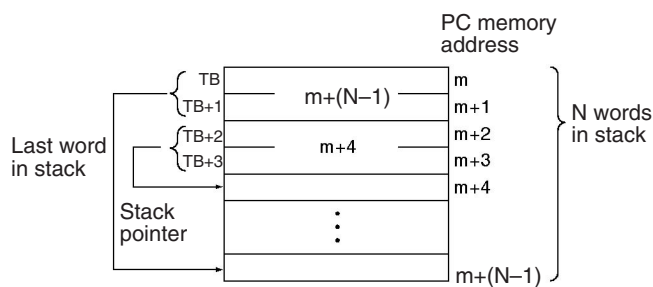 PC memory
address
TB
m+(N–1)
m
TB+1
m+1
Last word
in stack
TB+2
m+4
m+2
TB+3
m+3
m+4
Stack
pointer
m+(N–1)
N words
in stack